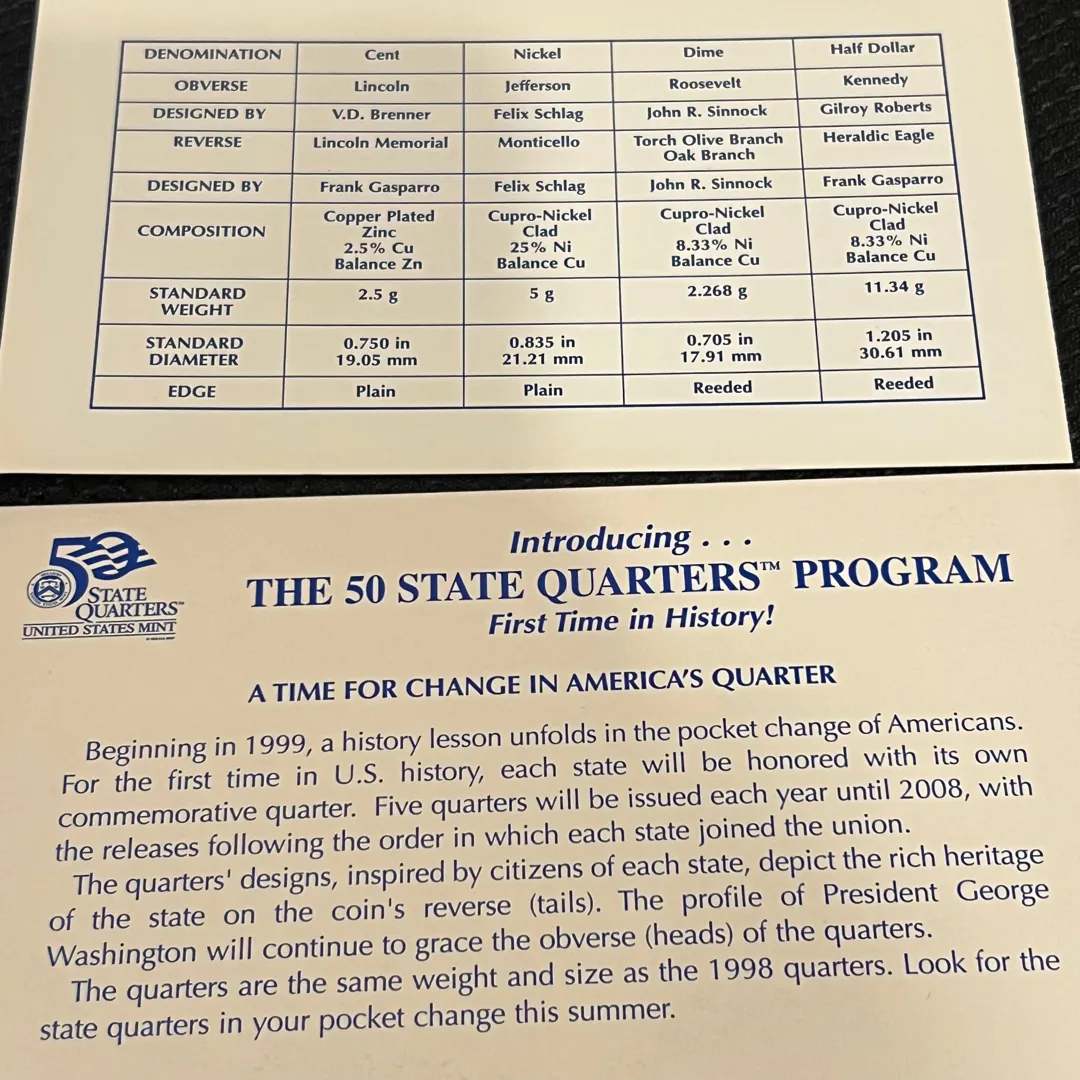 DENOMINATION Cent Nickel Dime Half Dollar
OBVERSE Lincoln Jefferson Roosevelt Kennedy
DESIGNED BY V.D. Brenner Felix Schlag John R. Sinnock Gilroy Roberts
REVERSE Lincoln Memorial Monticello Torch Olive Branch Heraldic Eagle
Oak Branch
DESIGNED BY Frank Gasparro Felix Schlag John R. Sinnock Frank Gasparro
COMPOSITION Copper Plated Cupro-Nickel Cupro-Nickel Cupro-Nickel
Zinc Clad Clad Clad
2.5% Cu 25% Ni 8.33% Ni 8.33% Ni
Balance Zn Balance Cu Balance Cu Balance Cu
STANDARD 2.5 g 5 g 2.268 g 11.34 g
WEIGHT
STANDARD 0.750 in 0.835 in 0.705 in 1.205 in
DIAMETER 19.05 mm 21.21 mm 17.91 mm 30.61 mm
EDGE Plain Plain Reeded Reeded
50
STATE
QUARTERS™
UNITED STATES MINT
Introducing . . .
THE 50 STATE QUARTERS™ PROGRAM
First Time in History!
A TIME FOR CHANGE IN AMERICA'S QUARTER
Beginning in 1999, a history lesson unfolds in the pocket change of Americans.
For the first time in U.S. history, each state will be honored with its own
commemorative quarter. Five quarters will be issued each year until 2008, with
the releases following the order in which each state joined the union.
The quarters' designs, inspired by citizens of each state, depict the rich heritage
of the state on the coin's reverse (tails). The profile of President George
Washington will continue to grace the obverse (heads) of the quarters.
The quarters are the same weight and size as the 1998 quarters. Look for the
state quarters in your pocket change this summer.